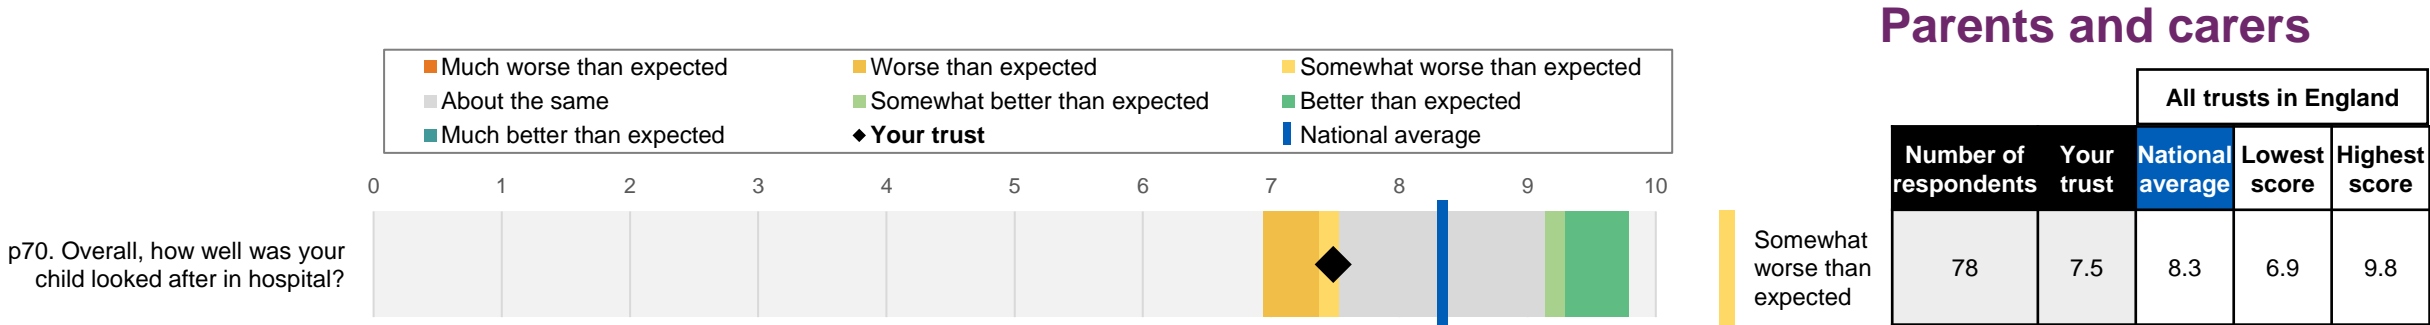 Parents and carers
Much worse than expected
Worse than expected
Somewhat worse than expected
About the same
Somewhat better than expected
Better than expected
Much better than expected
Your trust
National average
All trusts in England
Number of respondents
Your trust
National average
Lowest score
Highest score
0 1 2 3 4 5 6 7 8 9 10
p70. Overall, how well was your
child looked after in hospital?
Somewhat
worse than
expected
78 7.5 8.3 6.9 9.8